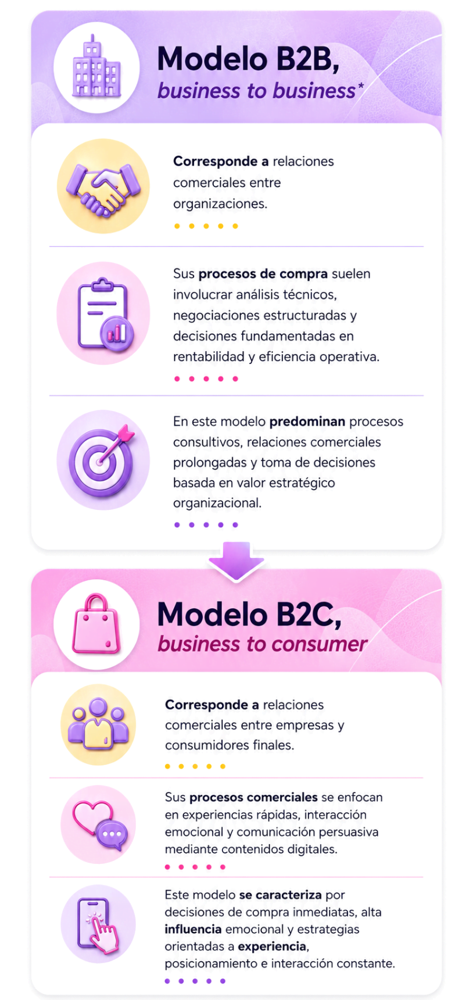 Modelo B2B,
business to business*
Corresponde a relaciones
comerciales entre
organizaciones.
Sus procesos de compra suelen
involucrar análisis técnicos,
negociaciones estructuradas y
decisiones fundamentadas en
rentabilidad y eficiencia operativa.
En este modelo predominan procesos
consultivos, relaciones comerciales
prolongadas y toma de decisiones
basada en valor estratégico
organizacional.
Modelo B2C,
business to consumer
Corresponde a relaciones
comerciales entre empresas y
consumidores finales.
Sus procesos comerciales se enfocan
en experiencias rápidas, interacción
emocional y comunicación persuasiva
mediante contenidos digitales.
Este modelo se caracteriza por
decisiones de compra inmediatas, alta
influencia emocional y estrategias
orientadas a experiencia,
posicionamiento e interacción constante.